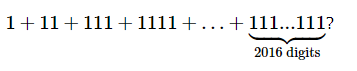 1 + 11 + 111 + 1111 + . . . + 111...111?
2016 digits